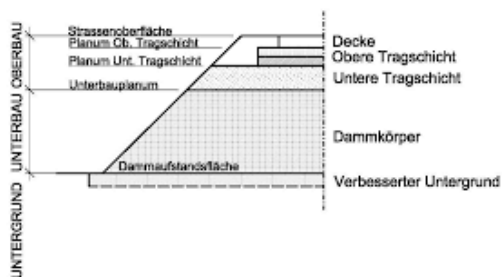 Strassenoberfläche
Planum Ob. Tragschicht
Planum Unt. Tragschicht
Unterbauplanum
Dammaufstandsfläche
Decke
Obere Tragschicht
Untere Tragschicht
Dammkörper
Verbesserter Untergrund
OBERBAU
UNTERBAU
UNTERGRUND